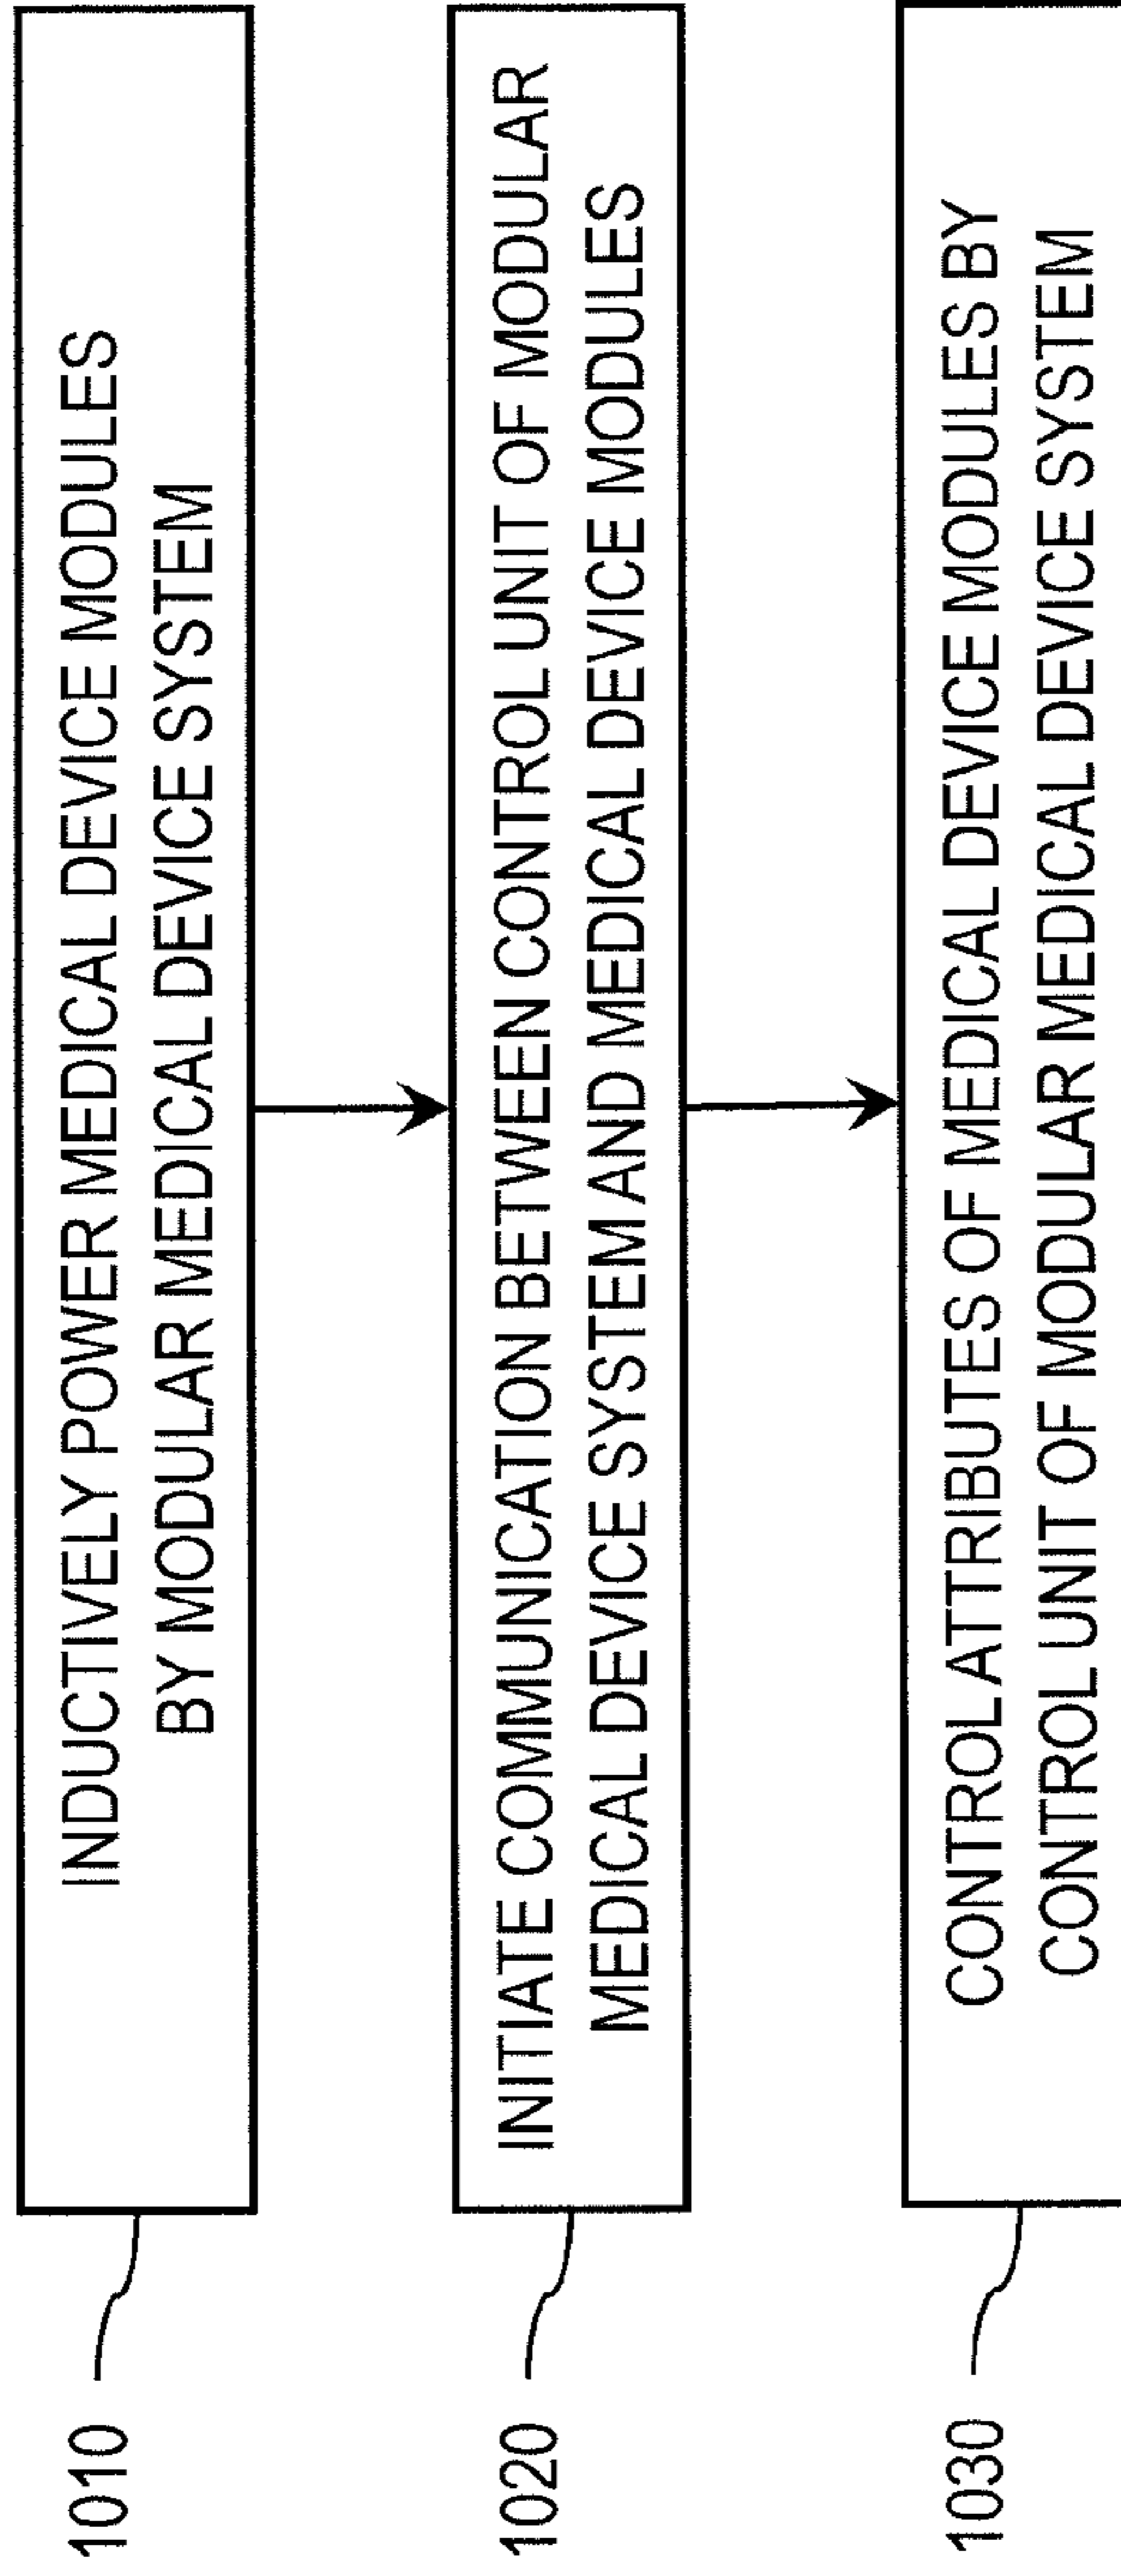 1010
INDUCTIVELY POWER MEDICAL DEVICE MODULES
BY MODULAR MEDICAL DEVICE SYSTEM
1020
INITIATE COMMUNICATION BETWEEN CONTROL UNIT OF MODULAR
MEDICAL DEVICE SYSTEM AND MEDICAL DEVICE MODULES
1030
CONTROL ATTRIBUTES OF MEDICAL DEVICE MODULES BY
CONTROL UNIT OF MODULAR MEDICAL DEVICE SYSTEM